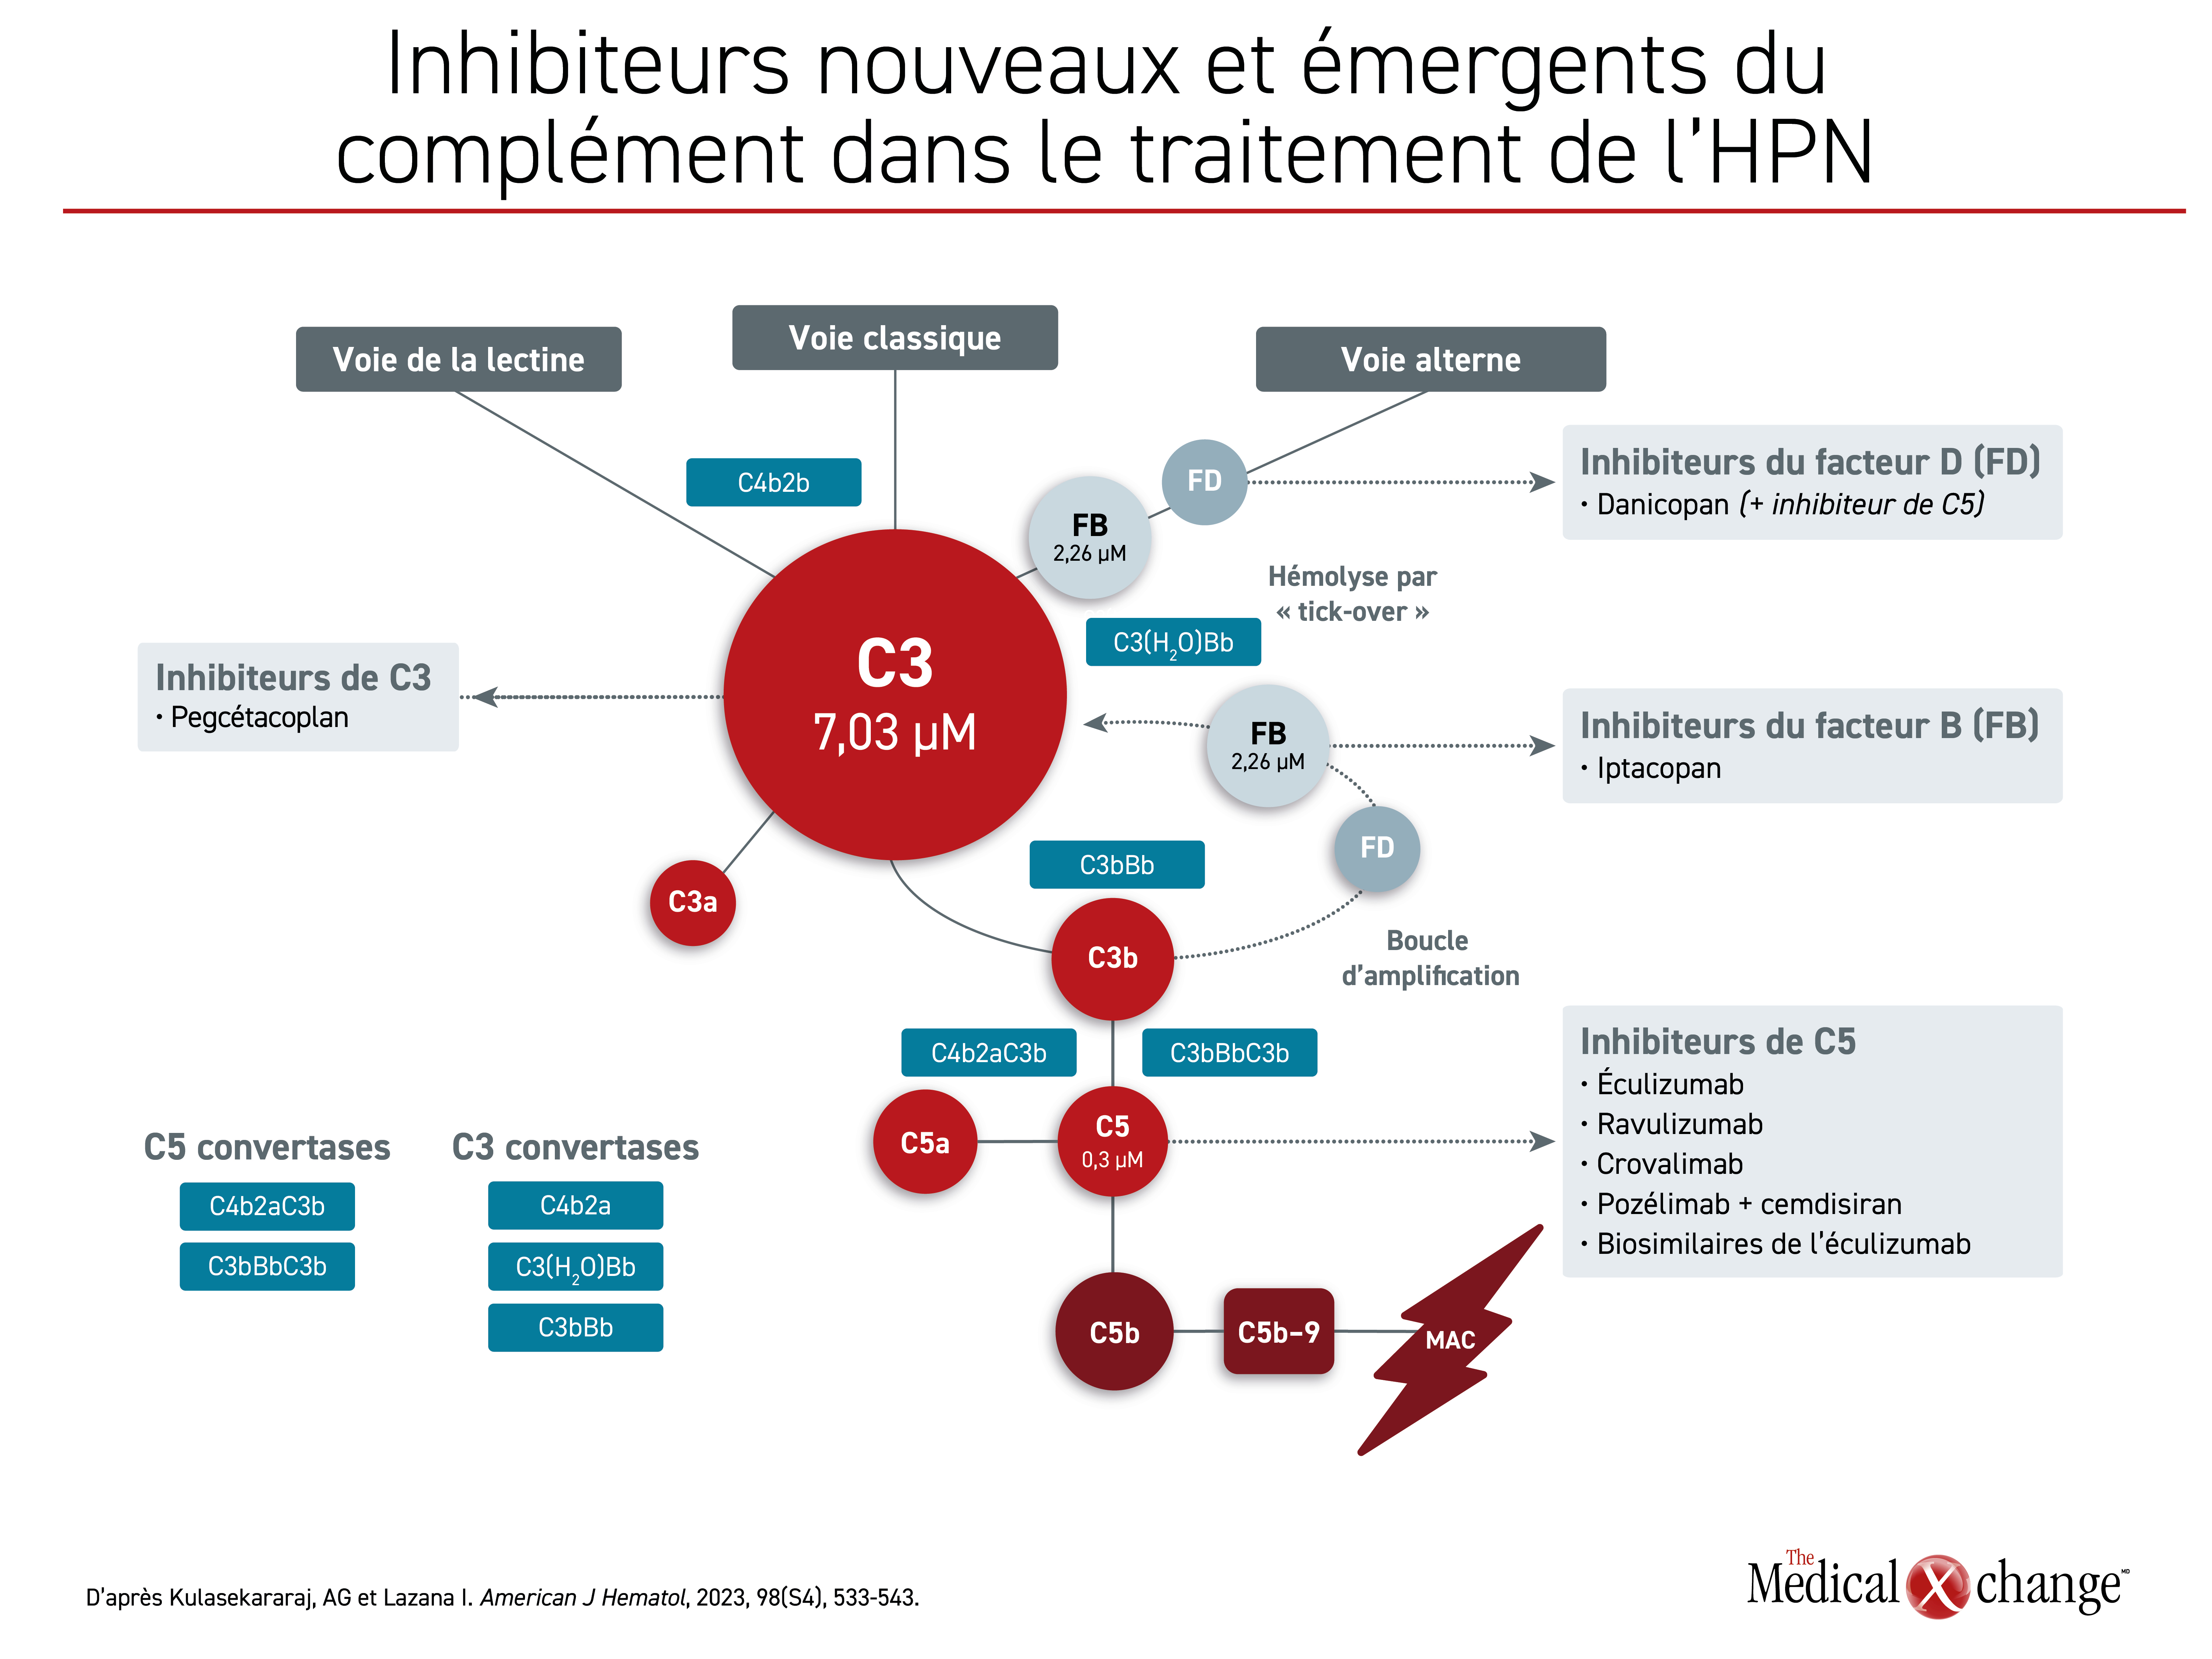 Inhibiteurs nouveaux et émergents du
complément dans le traitement de l'HPN
Voie de la lectine
Voie classique
Voie alterne
C4b2b
FD
FB
2,26 µM
Inhibiteurs du facteur D (FD)
• Danicopan (+ inhibiteur de C5)
Hémolyse par
« tick-over »
C3(H2O)Bb
C3
7,03 µM
Inhibiteurs de C3
• Pegcétacoplan
FB
2,26 µM
Inhibiteurs du facteur B (FB)
• Iptacopan
FD
C3bBb
C3a
C3b
Boucle
d'amplification
C4b2aC3b
C3bBbC3b
Inhibiteurs de C5
• Éculizumab
• Ravulizumab
• Crovalimab
• Pozélimab + cemdisiran
• Biosimilaires de l'éculizumab
C5a
C5
0,3 µM
C5 convertases
C4b2aC3b
C3bBbC3b
C3 convertases
C4b2a
C3(H2O)Bb
C3bBb
C5b
C5b–9
MAC
D'après Kulasekararaj, AG et Lazana I. American J Hematol, 2023, 98(S4), 533-543.
The
Medical Xchange MD